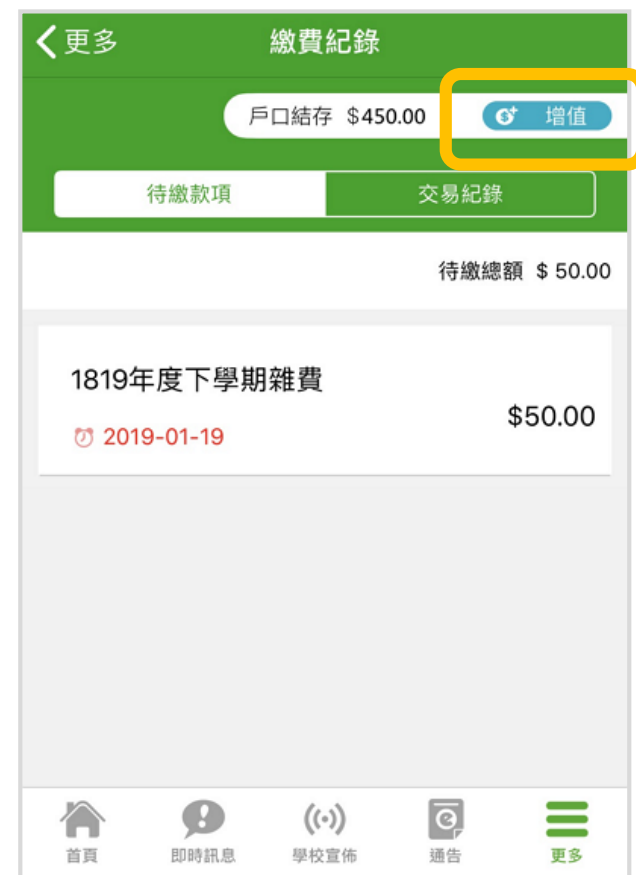 更多 繳費紀錄
戶口結存 $450.00 增值
待繳款項 交易紀錄
待繳總額 $ 50.00
1819年度下學期雜費
$50.00
2019-01-19
首頁 即時訊息 學校宣佈 通告 更多